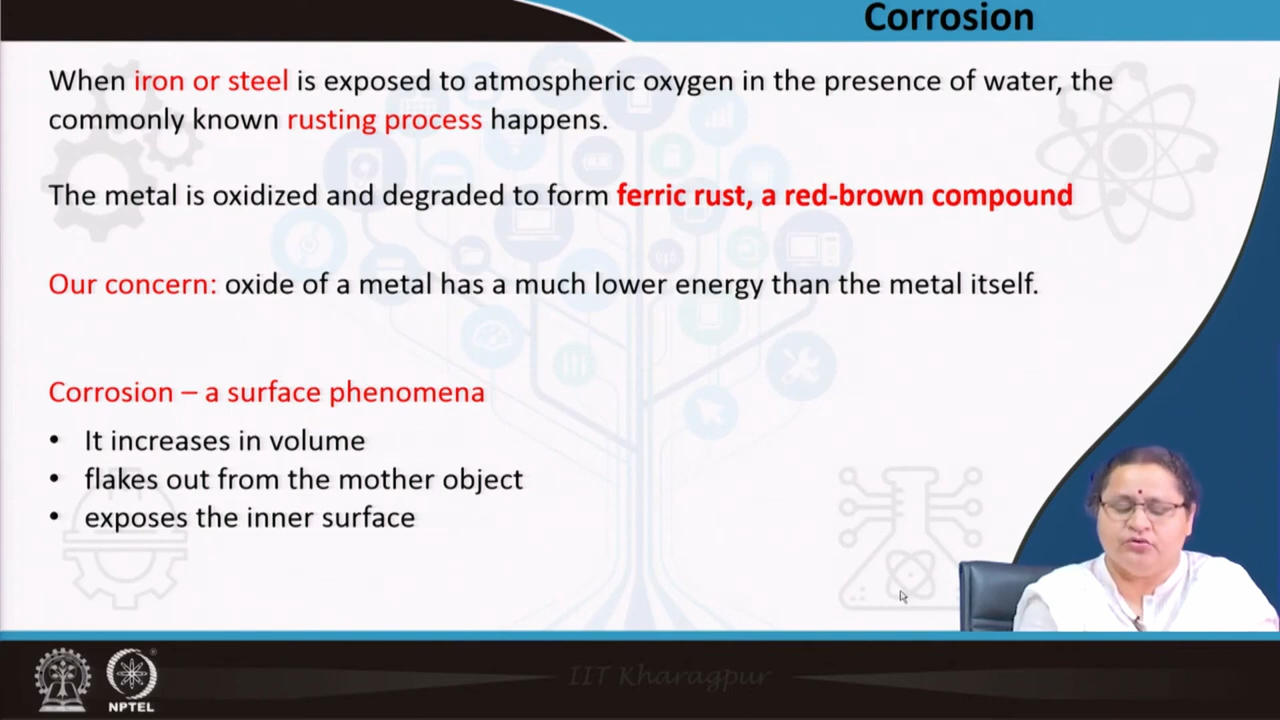 Corrosion
When iron or steel is exposed to atmospheric oxygen in the presence of water, the
commonly known rusting process happens.
The metal is oxidized and degraded to form ferric rust, a red-brown compound
Our concern: oxide of a metal has a much lower energy than the metal itself.
Corrosion – a surface phenomena
• It increases in volume
• flakes out from the mother object
• exposes the inner surface
IIT Kharagpur
NPTEL